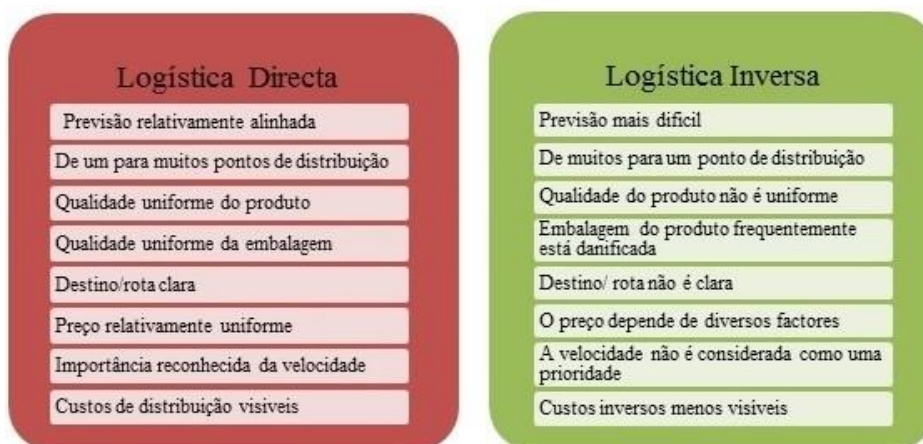 Logística Directa
Previsão relativamente alinhada
De um para muitos pontos de distribuição
Qualidade uniforme do produto
Qualidade uniforme da embalagem
Destino/rota clara
Preço relativamente uniforme
Importância reconhecida da velocidade
Custos de distribuição visiveis
Logística Inversa
Previsão mais dificil
De muitos para um ponto de distribuição
Qualidade do produto não é uniforme
Embalagem do produto frequentemente
está danificada
Destino/ rota não é clara
O preço depende de diversos factores
A velocidade não é considerada como uma
prioridade
Custos inversos menos visiveis